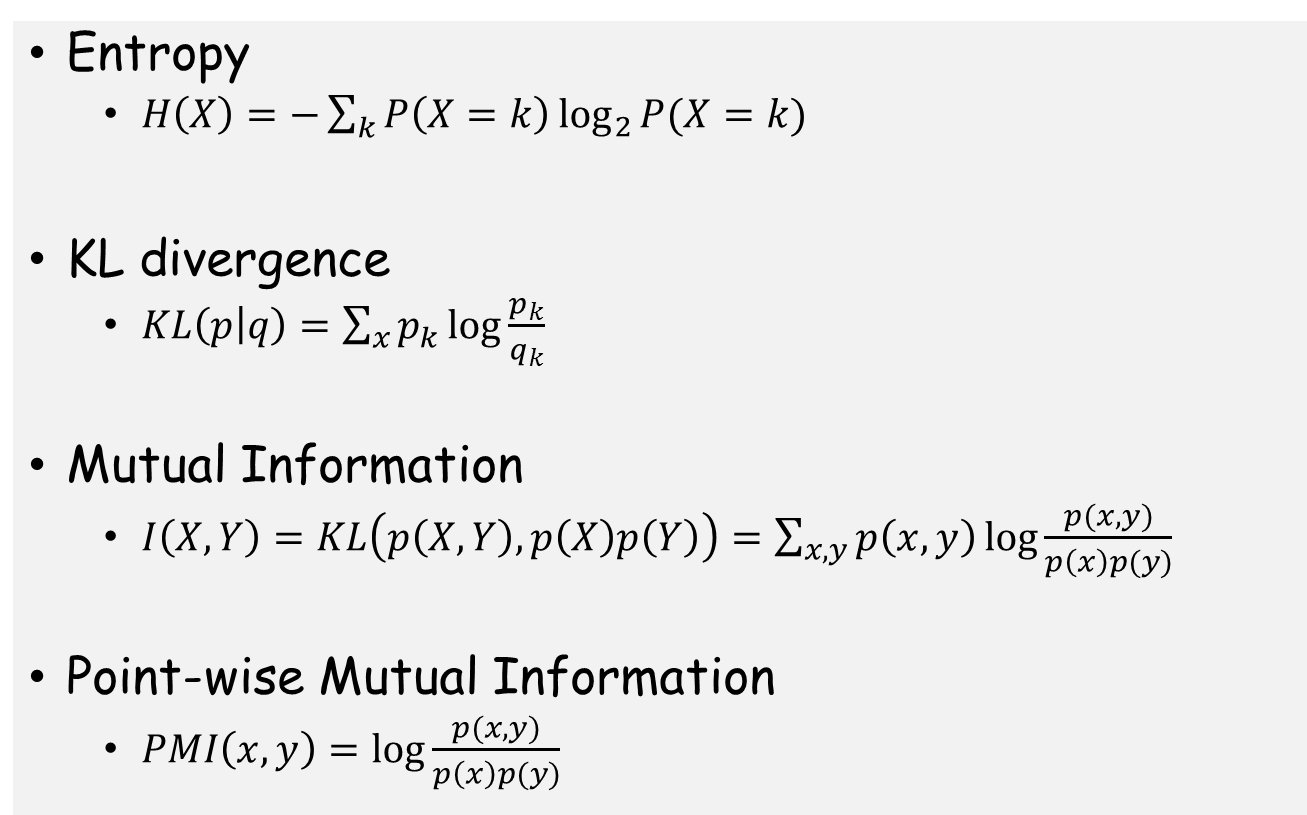 • Entropy
• H(X) = −∑ₖ P(X = k) log₂ P(X = k)
• KL divergence
• KL(p|q) = ∑ₓ pₖ log pₖ/qₖ
• Mutual Information
• I(X, Y) = KL(p(X, Y), p(X)p(Y)) = ∑_{x,y} p(x, y) log p(x,y)/p(x)p(y)
• Point-wise Mutual Information
• PMI(x, y) = log p(x,y)/p(x)p(y)